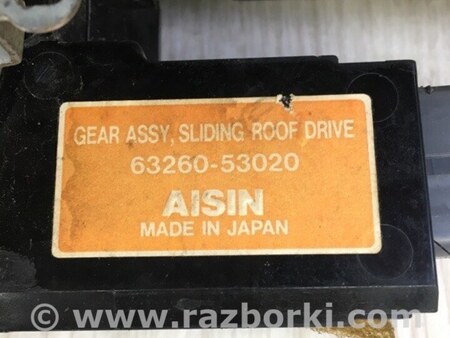 GEAR ASSY, SLIDING ROOF DRIVE
63260-53020
AISIN
MADE IN JAPAN
© www.razborki.com